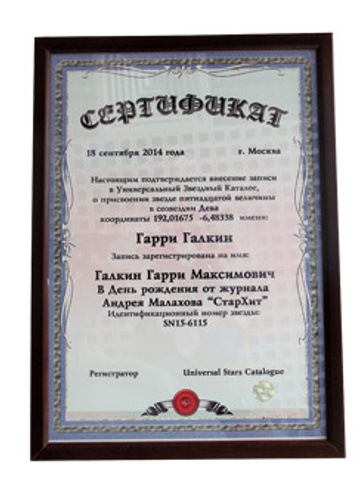 СЕРТИФИКАТ
18 сентября 2014 года г. Москва
Настоящим подтверждается внесение записи
в Универсальный Звездный Каталог,
о присвоении звезде пятнадцатой величины
в созвездии Дева
координаты 192,01675 -6,48338 имени:
Гарри Галкин
Запись зарегистрирована на имя:
Галкин Гарри Максимович
В День рождения от журнала
Андрея Малахова "СтарХит"
Идентификационный номер звезды:
SN15-6115
Регистратор Universal Stars Catalogue